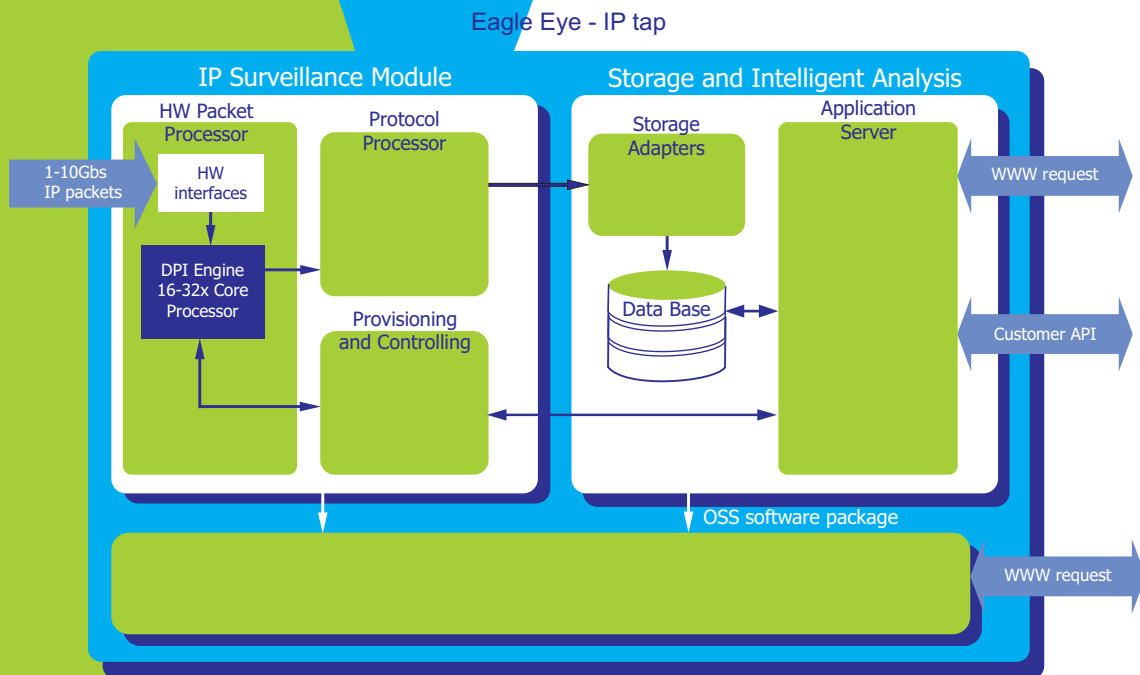 Eagle Eye - IP tap
IP Surveillance Module
Storage and Intelligent Analysis
HW Packet
Processor
Protocol
Processor
Storage
Adapters
Application
Server
1-10Gbs
IP packets
HW
interfaces
WWW request
DPI Engine
16-32x Core
Processor
Data Base
Provisioning
and Controlling
Customer API
OSS software package
WWW request